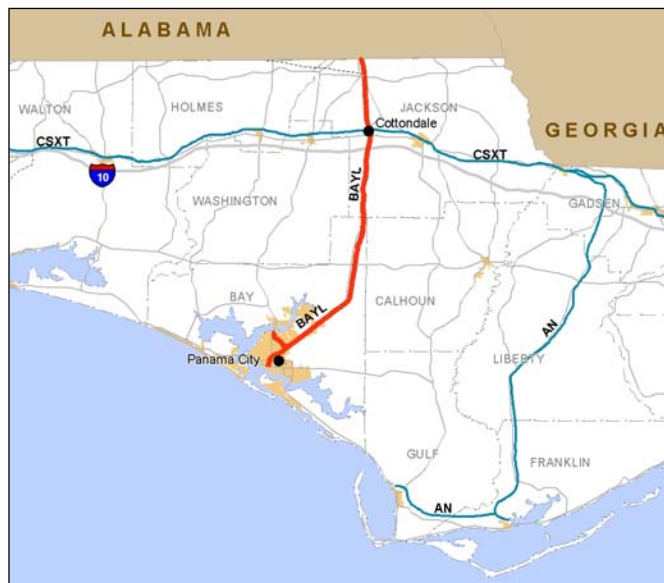 ALABAMA
WALTON
HOLMES
JACKSON
Cottondale
GEORGIA
CSXT
CSXT
10
BAYL
GADSEN
WASHINGTON
BAY
CALHOUN
BAYL
AN
Panama City
LIBERTY
GULF
FRANKLIN
AN